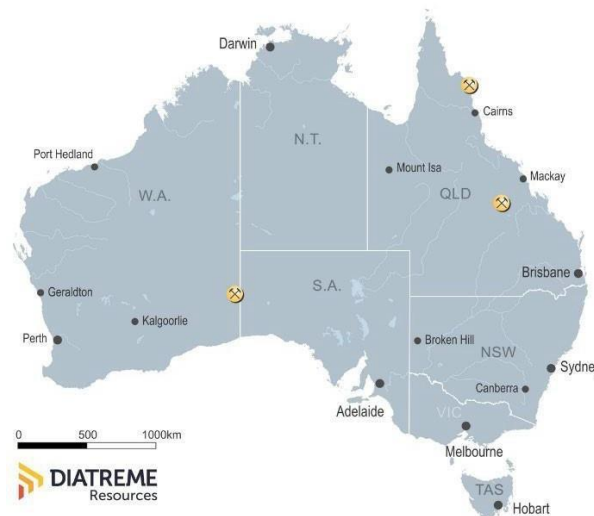 Darwin
Cairns
N.T.
Port Hedland
Mount Isa
Mackay
W.A.
QLD
Brisbane
S.A.
Geraldton
Kalgoorlie
Perth
Broken Hill
NSW
Sydne
Canberra
Adelaide
VIC
0 500 1000km
Melbourne
DIATREME
Resources
TAS
Hobart